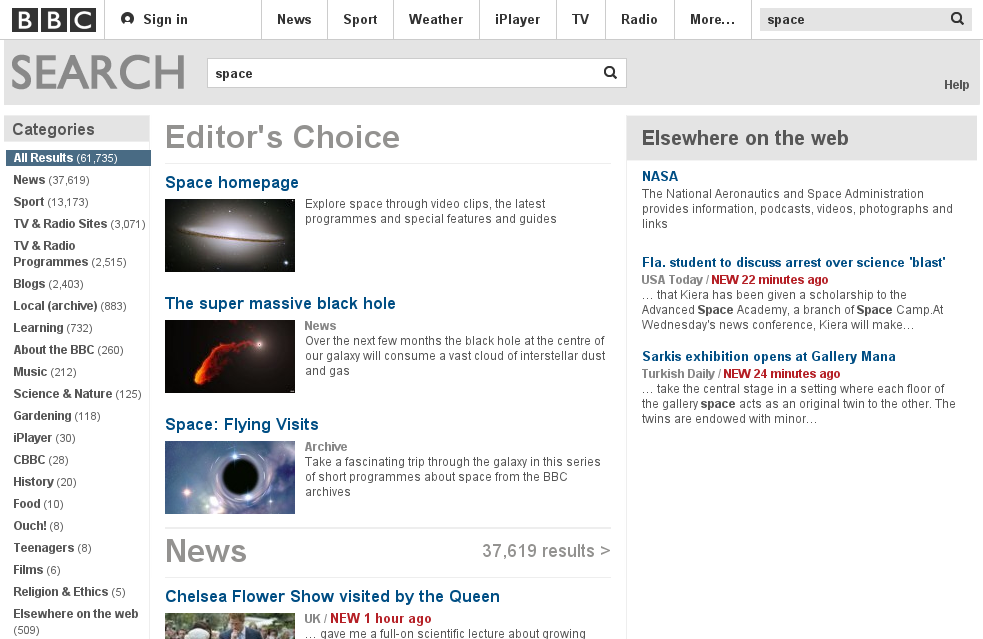 BBC
Sign in
News
Sport
Weather
iPlayer
TV
Radio
More...
space
SEARCH
space
Help
Categories
All Results (61,735)
News (37,619)
Sport (13,173)
TV & Radio Sites (3,071)
TV & Radio
Programmes (2,515)
Blogs (2,403)
Local (archive) (883)
Learning (732)
About the BBC (260)
Music (212)
Science & Nature (125)
Gardening (118)
iPlayer (30)
CBBC (28)
History (20)
Food (10)
Ouch! (8)
Teenagers (8)
Films (6)
Religion & Ethics (5)
Elsewhere on the web
(509)
Editor's Choice
Space homepage
Explore space through video clips, the latest
programmes and special features and guides
The super massive black hole
News
Over the next few months the black hole at the centre of
our galaxy will consume a vast cloud of interstellar dust
and gas
Space: Flying Visits
Archive
Take a fascinating trip through the galaxy in this series
of short programmes about space from the BBC
archives
News
37,619 results >
Chelsea Flower Show visited by the Queen
UK / NEW 1 hour ago
... gave me a full-on scientific lecture about growing
Elsewhere on the web
NASA
The National Aeronautics and Space Administration
provides information, podcasts, videos, photographs and
links
Fla. student to discuss arrest over science 'blast'
USA Today / NEW 22 minutes ago
... that Kiera has been given a scholarship to the
Advanced Space Academy, a branch of Space Camp.At
Wednesday's news conference, Kiera will make...
Sarkis exhibition opens at Gallery Mana
Turkish Daily / NEW 24 minutes ago
... take the central stage in a setting where each floor of
the gallery space acts as an original twin to the other. The
twins are endowed with minor...